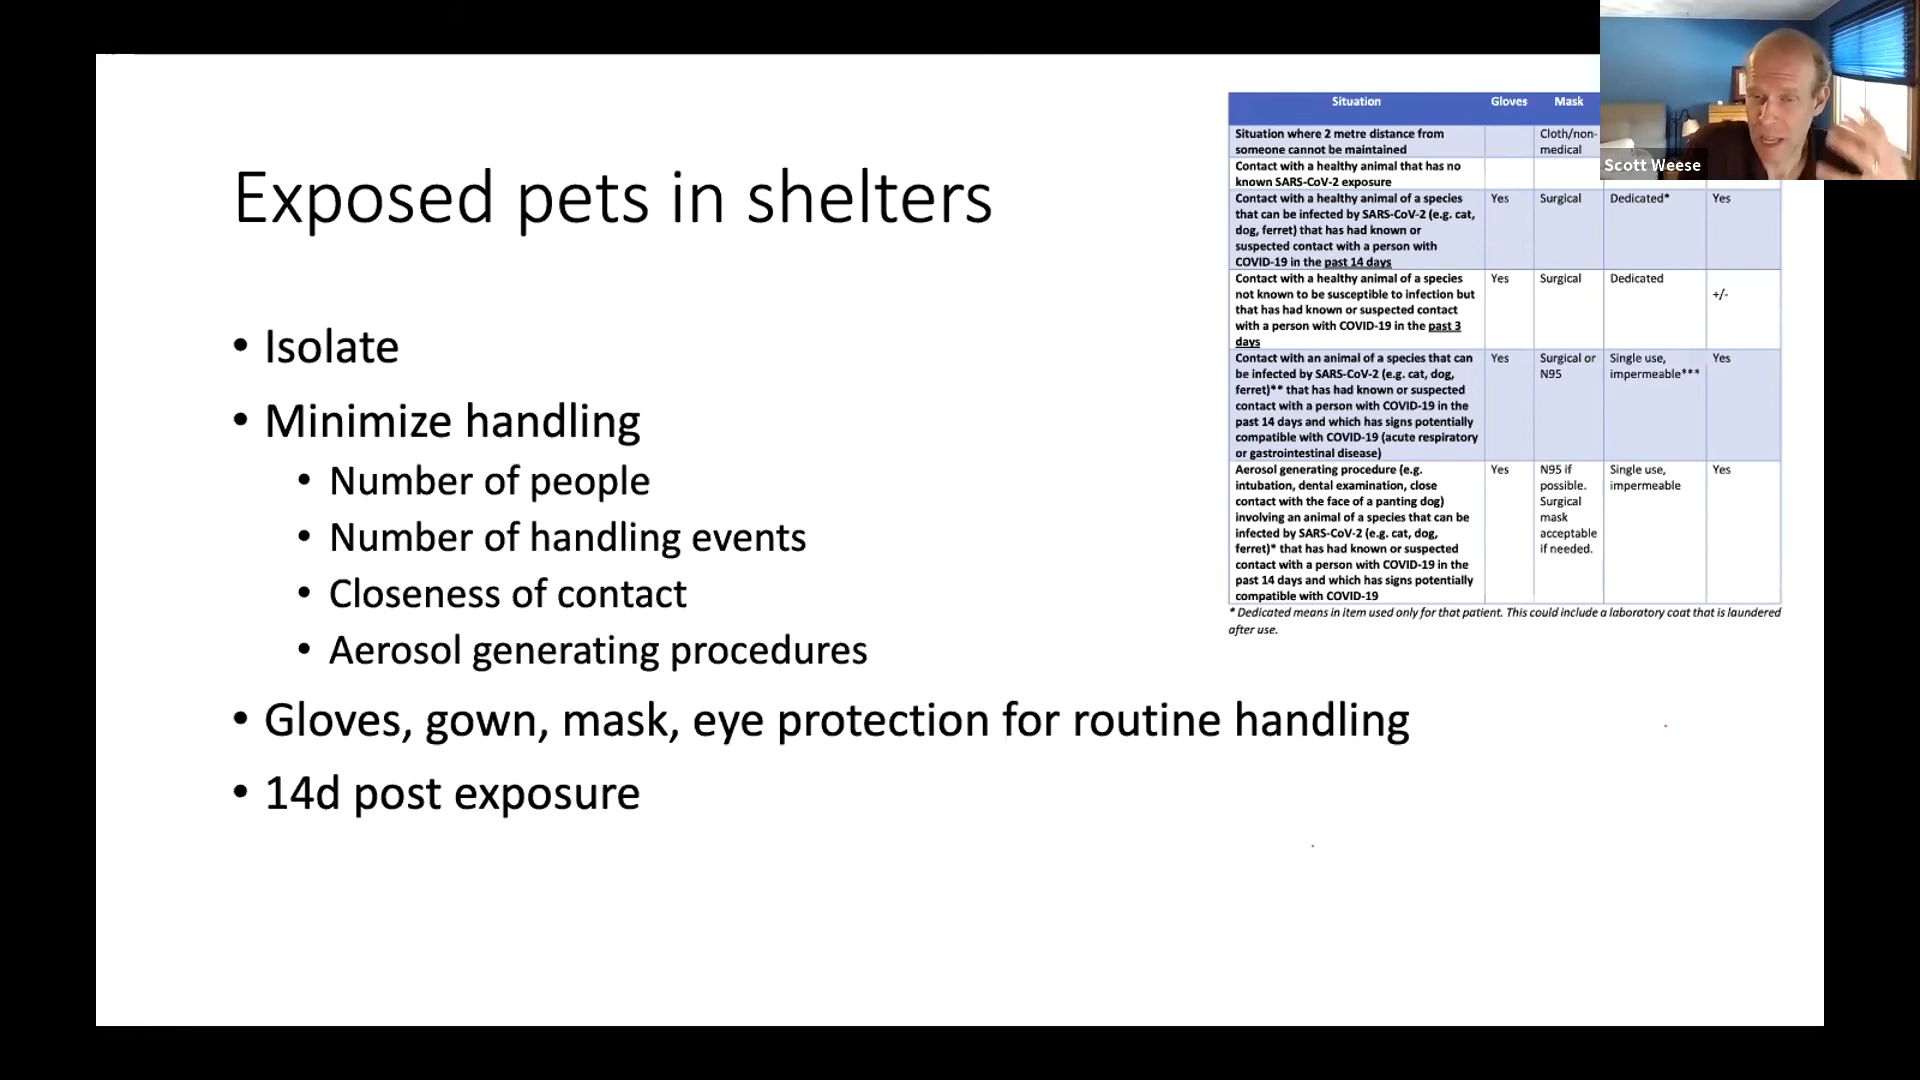 Exposed pets in shelters
• Isolate
• Minimize handling
• Number of people
• Number of handling events
• Closeness of contact
• Aerosol generating procedures
• Gloves, gown, mask, eye protection for routine handling
• 14d post exposure
Situation Gloves Mask
Situation where 2 metre distance from Cloth/non-
someone cannot be maintained medical
Contact with a healthy animal that has no
known SARS-CoV-2 exposure
Contact with a healthy animal of a species Yes Surgical Dedicated* Yes
that can be infected by SARS-CoV-2 (e.g. cat,
dog, ferret) that has had known or
suspected contact with a person with
COVID-19 in the past 14 days
Contact with a healthy animal of a species Yes Surgical Dedicated
not known to be susceptible to infection but +/-
that has had known or suspected contact
with a person with COVID-19 in the past 3
days
Contact with an animal of a species that can Yes Surgical or Single use, Yes
be infected by SARS-CoV-2 (e.g. cat, dog, N95 impermeable***
ferret)** that has had known or suspected
contact with a person with COVID-19 in the
past 14 days and which has signs potentially
compatible with COVID-19 (acute respiratory
or gastrointestinal disease)
Aerosol generating procedure (e.g. Yes N95 if Single use, Yes
intubation, dental examination, close possible. impermeable
contact with the face of a panting dog) Surgical
involving an animal of a species that can be mask
infected by SARS-CoV-2 (e.g. cat, dog, acceptable
ferret)* that has had known or suspected if needed.
contact with a person with COVID-19 in the
past 14 days and which has signs potentially
compatible with COVID-19
* Dedicated means in item used only for that patient. This could include a laboratory coat that is laundered
after use.
Scott Weese